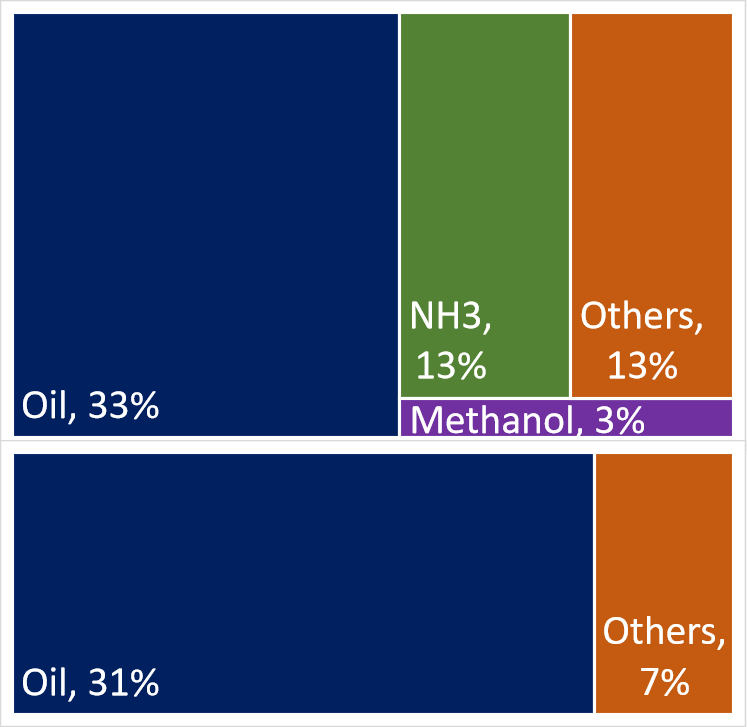 Oil, 33%
NH3,
13%
Others,
13%
Methanol, 3%
Oil, 31%
Others,
7%